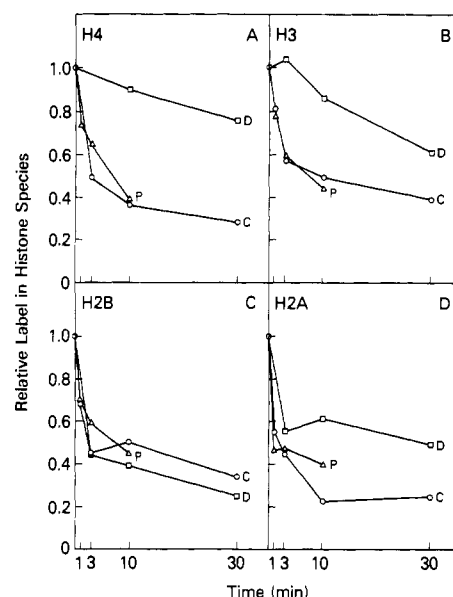 Relative Label in Histone Species
H4 A
1.0
0.8
0.6
0.4
0.2
0
D
P
C
H3 B
D
P
C
H2B C
1.0
0.8
0.6
0.4
0.2
0
P
C
D
1 3 10 30
H2A D
D
P
C
1 3 10 30
Time (min)